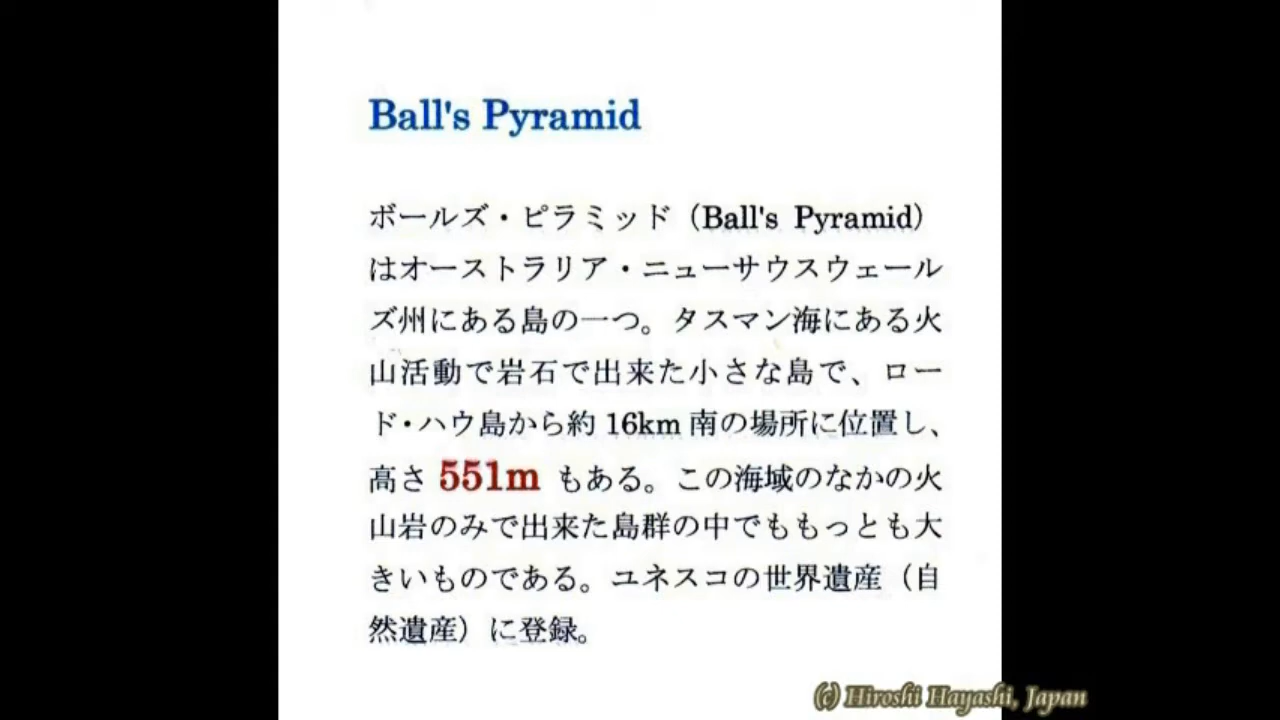 Ball's Pyramid
ボールズ・ピラミッド（Ball's Pyramid）
はオーストラリア・ニューサウスウェール
ズ州にある島の一つ。タスマン海にある火
山活動で岩石で出来た小さな島で、ロー
ド・ハウ島から約 16km 南の場所に位置し、
高さ 551m もある。この海域のなかの火
山岩のみで出来た島群の中でももっとも大
きいものである。ユネスコの世界遺産（自
然遺産）に登録。
(c) Hiroshi Hayashi, Japan